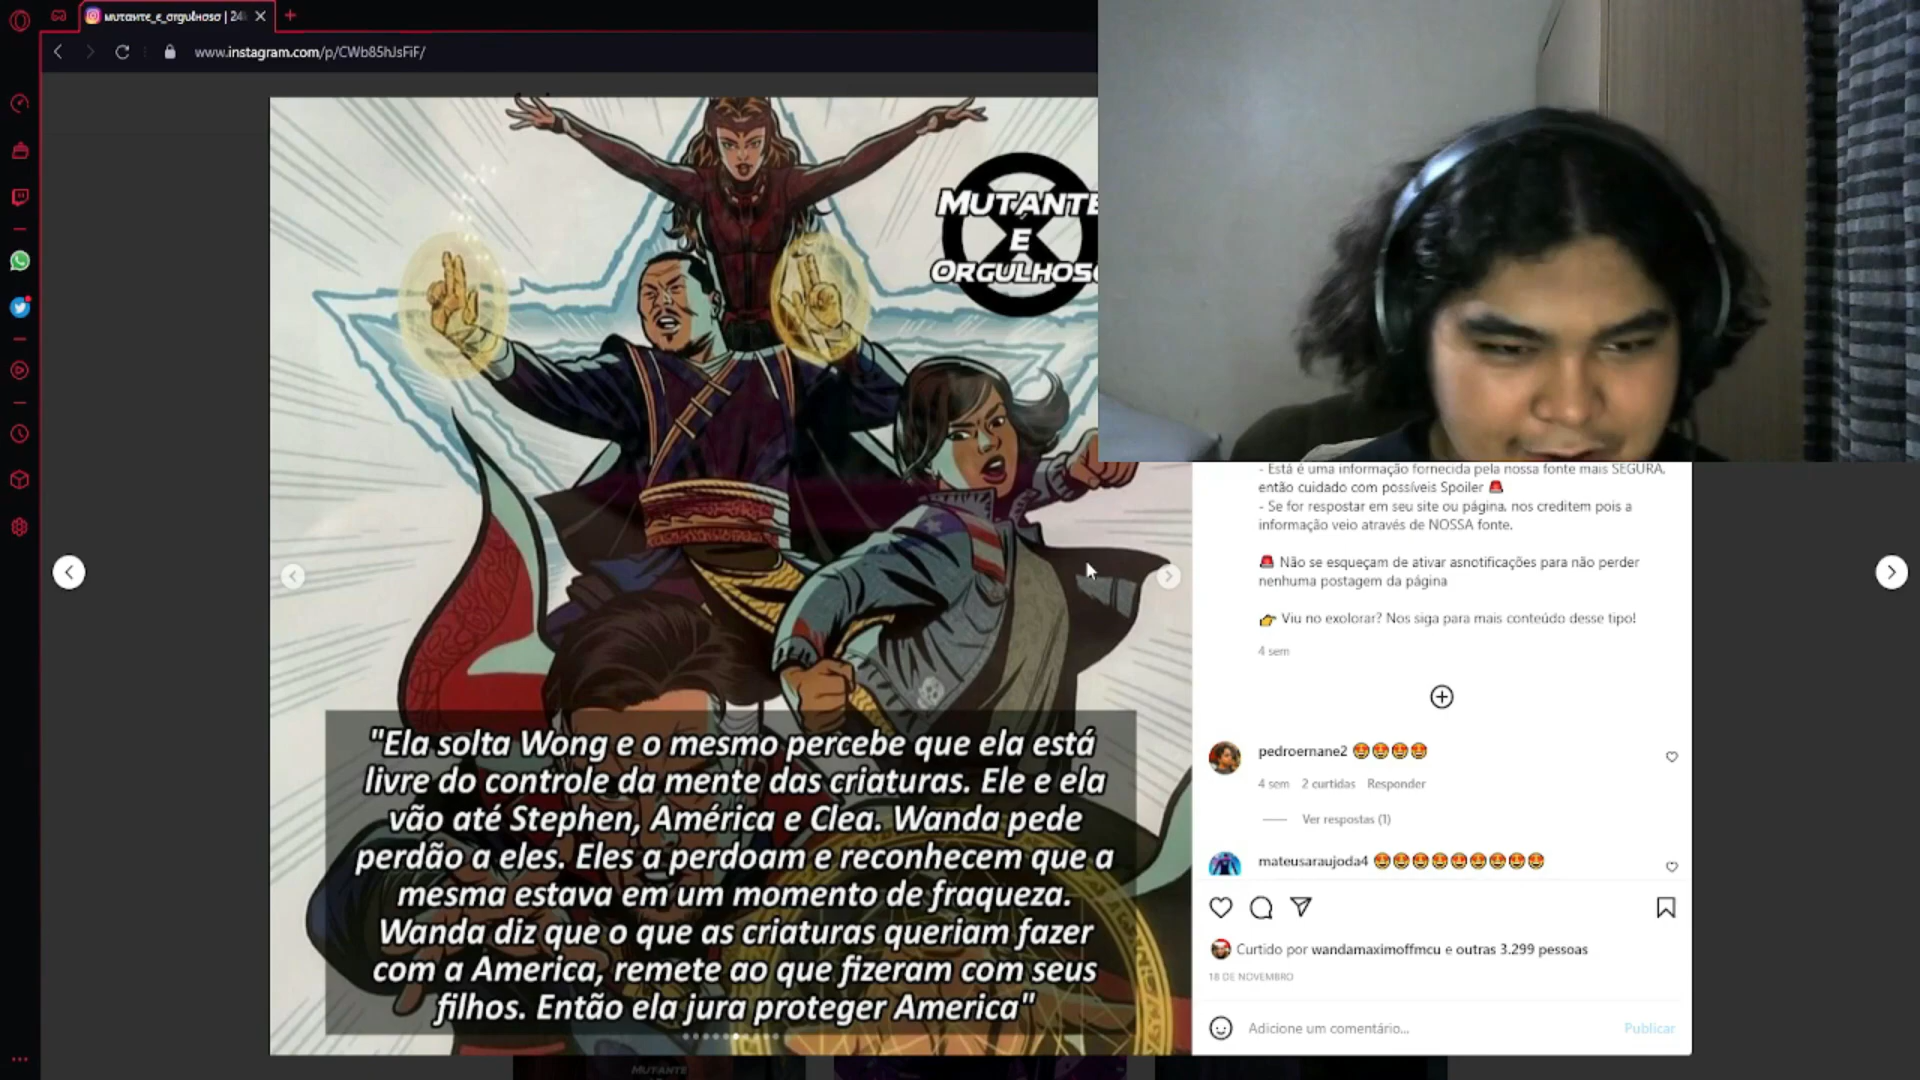 мυтαитє_є_σгgυłнσsσ | 24
www.instagram.com/p/CWb85hJsFiF/
MUTANTE
É
ORGULHOSO
"Ela solta Wong e o mesmo percebe que ela está
livre do controle da mente das criaturas. Ele e ela
vão até Stephen, América e Clea. Wanda pede
perdão a eles. Eles a perdoam e reconhecem que a
mesma estava em um momento de fraqueza.
Wanda diz que o que as criaturas queriam fazer
com a America, remete ao que fizeram com seus
filhos. Então ela jura proteger America"
- Está é uma informação fornecida pela nossa fonte mais SEGURA,
então cuidado com possíveis Spoiler 🚨
- Se for respostar em seu site ou página, nos creditem pois a
informação veio através de NOSSA fonte.
🚨 Não se esqueçam de ativar asnotificações para não perder
nenhuma postagem da página
👉 Viu no exolorar? Nos siga para mais conteúdo desse tipo!
4 sem
pedroernane2 🤩🤩🤩🤩
4 sem 2 curtidas Responder
Ver respostas (1)
mateusaraujoda4 🤩🤩🤩🤩🤩🤩🤩🤩🤩
Curtido por wandamaximoffmcu e outras 3.299 pessoas
18 DE NOVEMBRO
Adicione um comentário... Publicar
MUTANTE